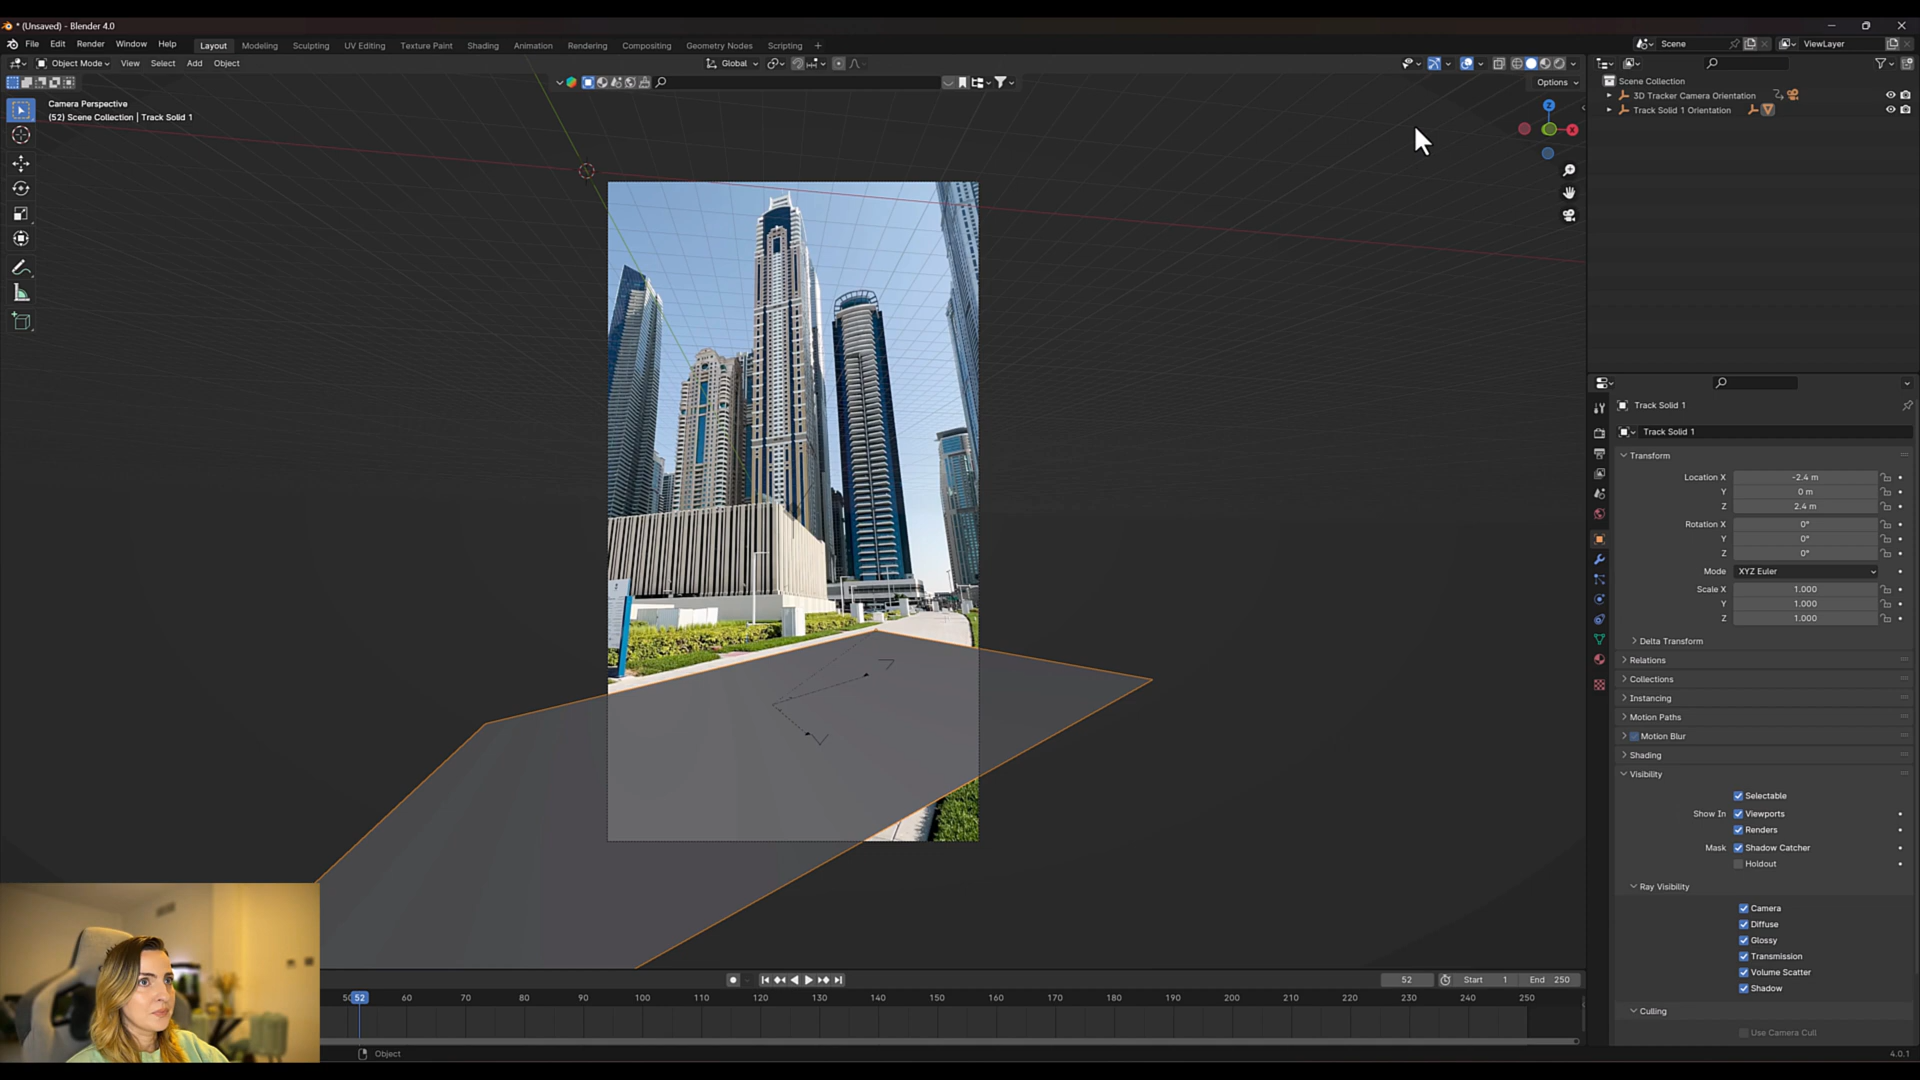 * (Unsaved) - Blender 4.0
File Edit Render Window Help Layout Modeling Sculpting UV Editing Texture Paint Shading Animation Rendering Compositing Geometry Nodes Scripting + Scene ViewLayer
Object Mode View Select Add Object Global
Options
Camera Perspective
(52) Scene Collection | Track Solid 1
Z
X
Scene Collection
3D Tracker Camera Orientation
Track Solid 1 Orientation
Track Solid 1
Track Solid 1
Transform
Location X -2.4 m
Y 0 m
Z 2.4 m
Rotation X 0°
Y 0°
Z 0°
Mode XYZ Euler
Scale X 1.000
Y 1.000
Z 1.000
Delta Transform
Relations
Collections
Instancing
Motion Paths
Motion Blur
Shading
Visibility
Selectable
Show In Viewports
Renders
Mask Shadow Catcher
Holdout
Ray Visibility
Camera
Diffuse
Glossy
Transmission
Volume Scatter
Shadow
Culling
Use Camera Cull
52 Start 1 End 250
52 60 70 80 90 100 110 120 130 140 150 160 170 180 190 200 210 220 230 240 250
Object
4.0.1